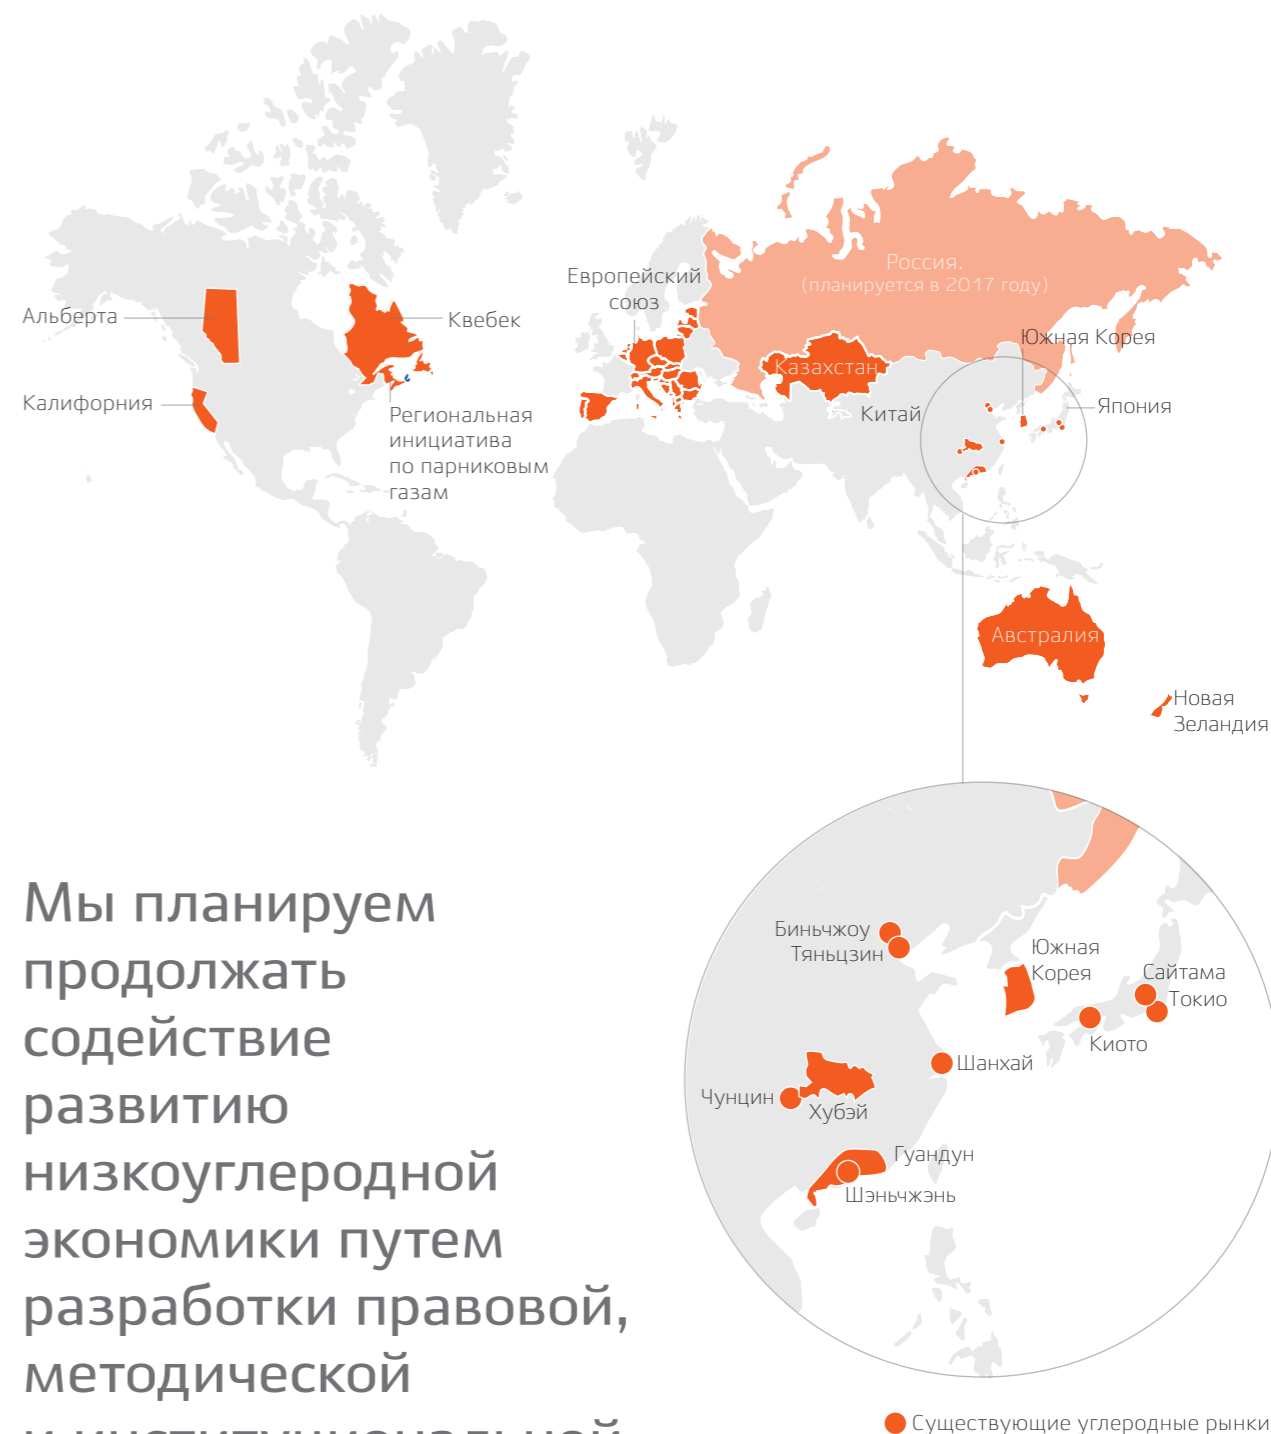 Европейский
союз
Россия.
(планируется в 2017 году)
Альберта
Квебек
Южная Корея
Казахстан
Калифорния
Региональная
инициатива
по парниковым
газам
Китай
Япония
Австралия
Новая
Зеландия
Мы планируем
продолжать
содействие
развитию
низкоуглеродной
экономики путем
разработки правовой,
методической
и институциональной
Биньчжоу
Тяньцзин
Южная
Корея
Сайтама
Токио
Киото
Шанхай
Чунцин
Хубэй
Гуандун
Шэньчжэнь
Существующие углеродные рынки